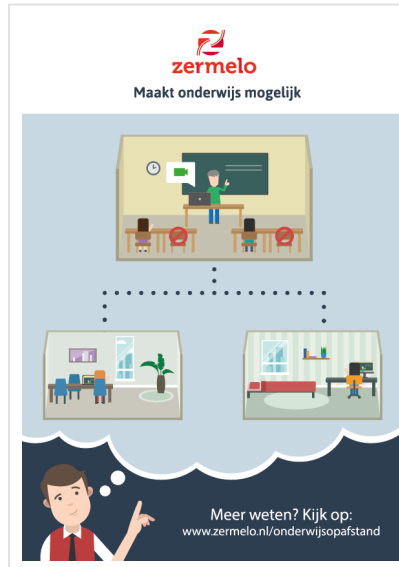 zermelo
Maakt onderwijs mogelijk
Meer weten? Kijk op:
www.zermelo.nl/onderwijsopafstand